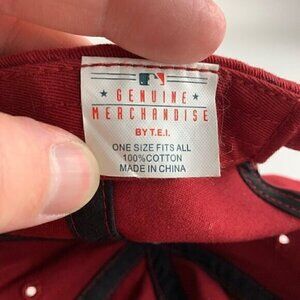 GENUINE
MERCHANDISE
BY T.E.I.
ONE SIZE FITS ALL
100%COTTON
MADE IN CHINA